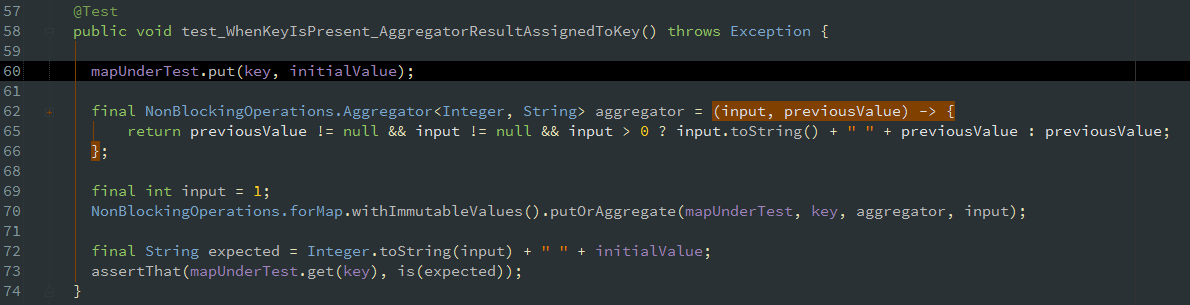 57 @Test
58 public void test_WhenKeyIsPresent_AggregatorResultAssignedToKey() throws Exception {
59
60 mapUnderTest.put(key, initialValue);
61
62 final NonBlockingOperations.Aggregator<Integer, String> aggregator = (input, previousValue) -> {
65 return previousValue != null && input != null && input > 0 ? input.toString() + " " + previousValue : previousValue;
66 };
68
69 final int input = 1;
70 NonBlockingOperations.forMap.withImmutableValues().putOrAggregate(mapUnderTest, key, aggregator, input);
71
72 final String expected = Integer.toString(input) + " " + initialValue;
73 assertThat(mapUnderTest.get(key), is(expected));
74 }